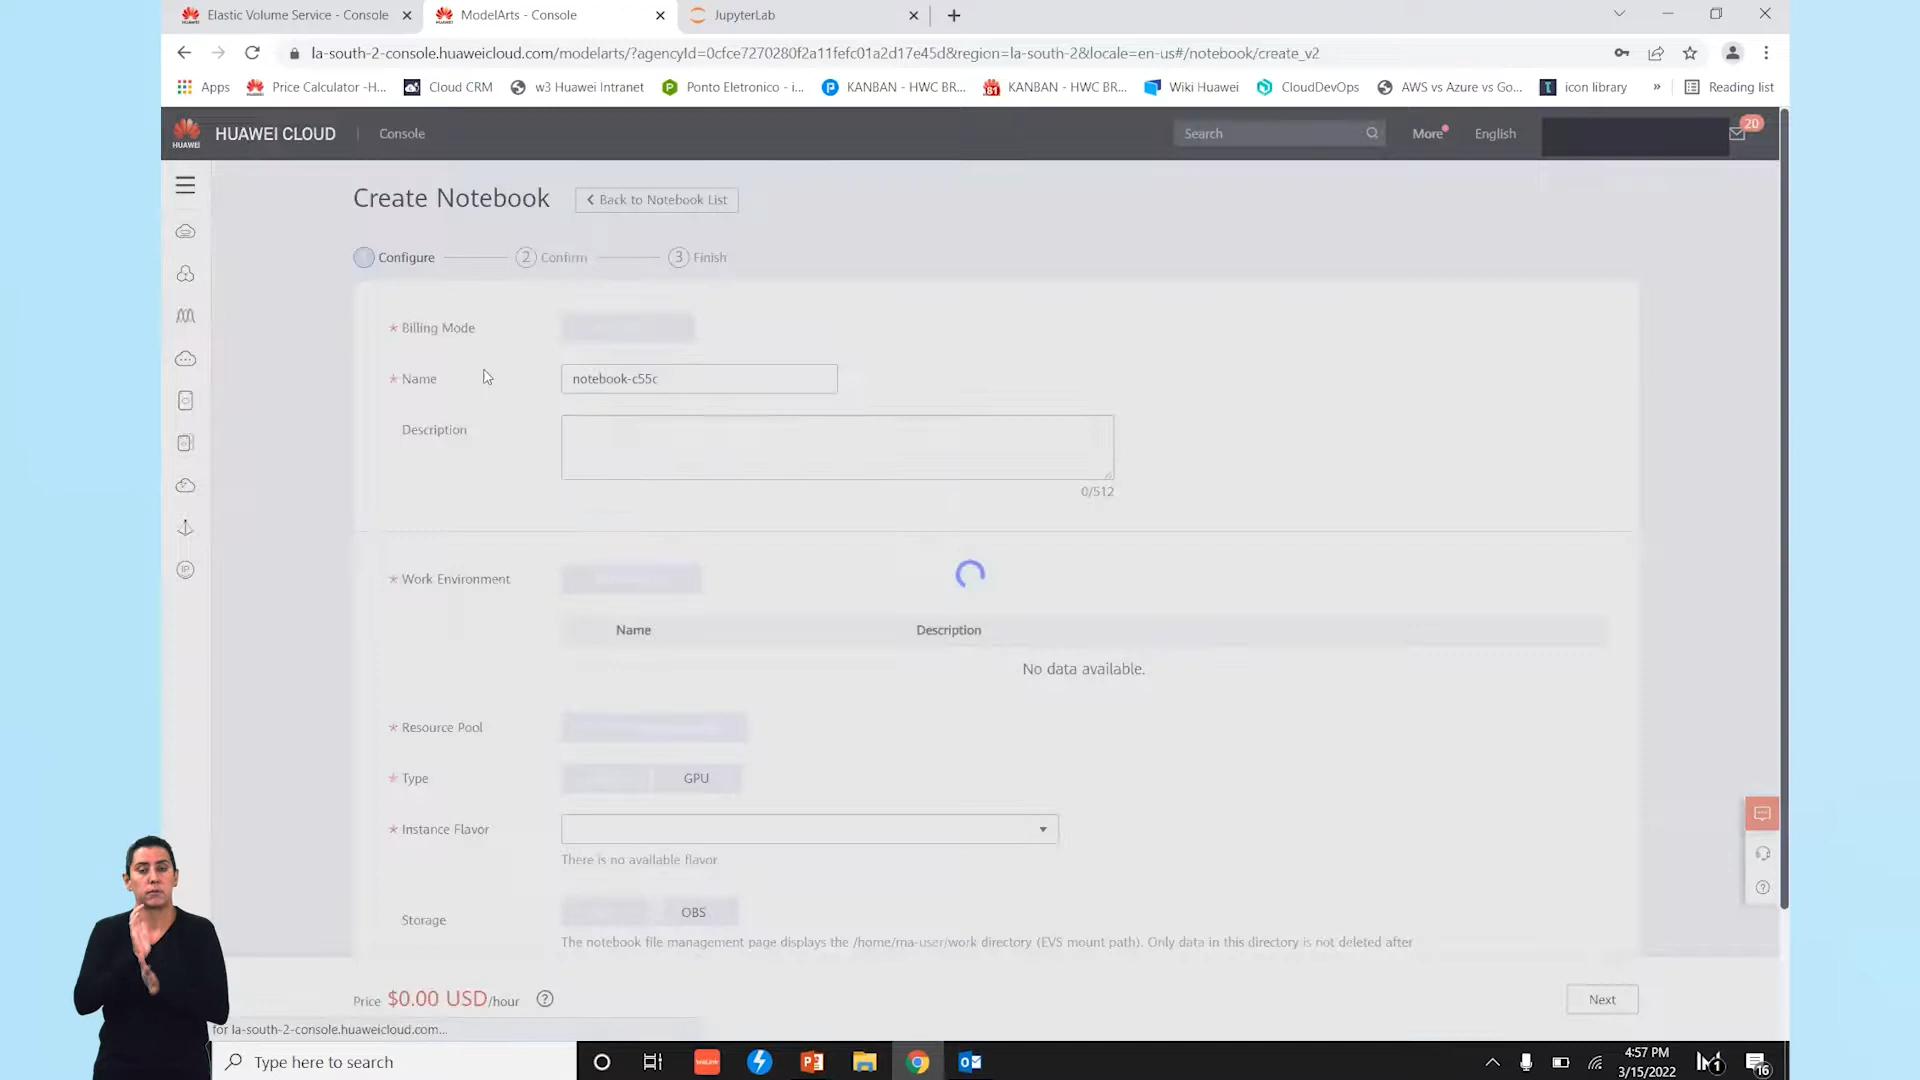 Elastic Volume Service - Console
ModelArts - Console
JupyterLab
la-south-2-console.huaweicloud.com/modelarts/?agencyId=0cfce7270280f2a11fefc01a2d17e45d&region=la-south-2&locale=en-us#/notebook/create_v2
Apps
Price Calculator -H...
Cloud CRM
w3 Huawei Intranet
Ponto Eletronico - i...
KANBAN - HWC BR...
KANBAN - HWC BR...
Wiki Huawei
CloudDevOps
AWS vs Azure vs Go...
icon library
»
Reading list
HUAWEI
HUAWEI CLOUD
Console
Search
More
English
20
Create Notebook
Back to Notebook List
Configure
2 Confirm
3 Finish
* Billing Mode
* Name
notebook-c55c
Description
0/512
* Work Environment
Name
Description
No data available.
* Resource Pool
* Type
GPU
* Instance Flavor
There is no available flavor
Storage
OBS
The notebook file management page displays the /home/ma-user/work directory (EVS mount path). Only data in this directory is not deleted after
Price $0.00 USD/hour
Next
for la-south-2-console.huaweicloud.com...
Type here to search
4:57 PM
3/15/2022
1
16